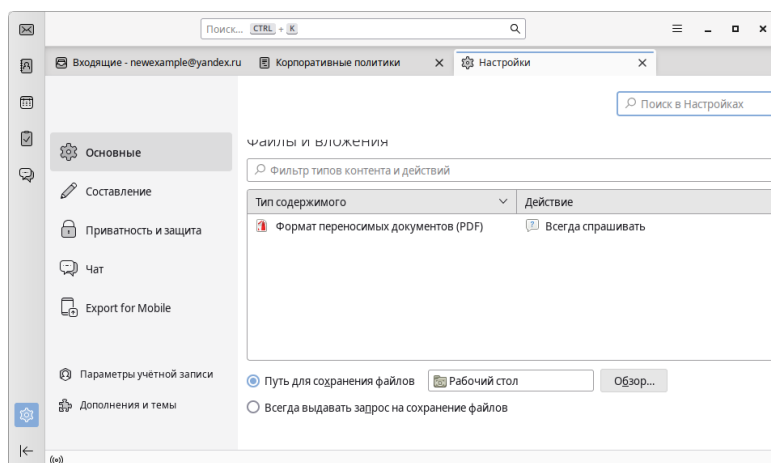 Поиск... CTRL + K
Входящие - newexample@yandex.ru
Корпоративные политики
Настройки
Поиск в Настройках
Основные
Составление
Приватность и защита
Чат
Export for Mobile
Параметры учётной записи
Дополнения и темы
Файлы и вложения
Фильтр типов контента и действий
Тип содержимого
Действие
Формат переносимых документов (PDF)
Всегда спрашивать
Путь для сохранения файлов
Рабочий стол
Обзор...
Всегда выдавать запрос на сохранение файлов